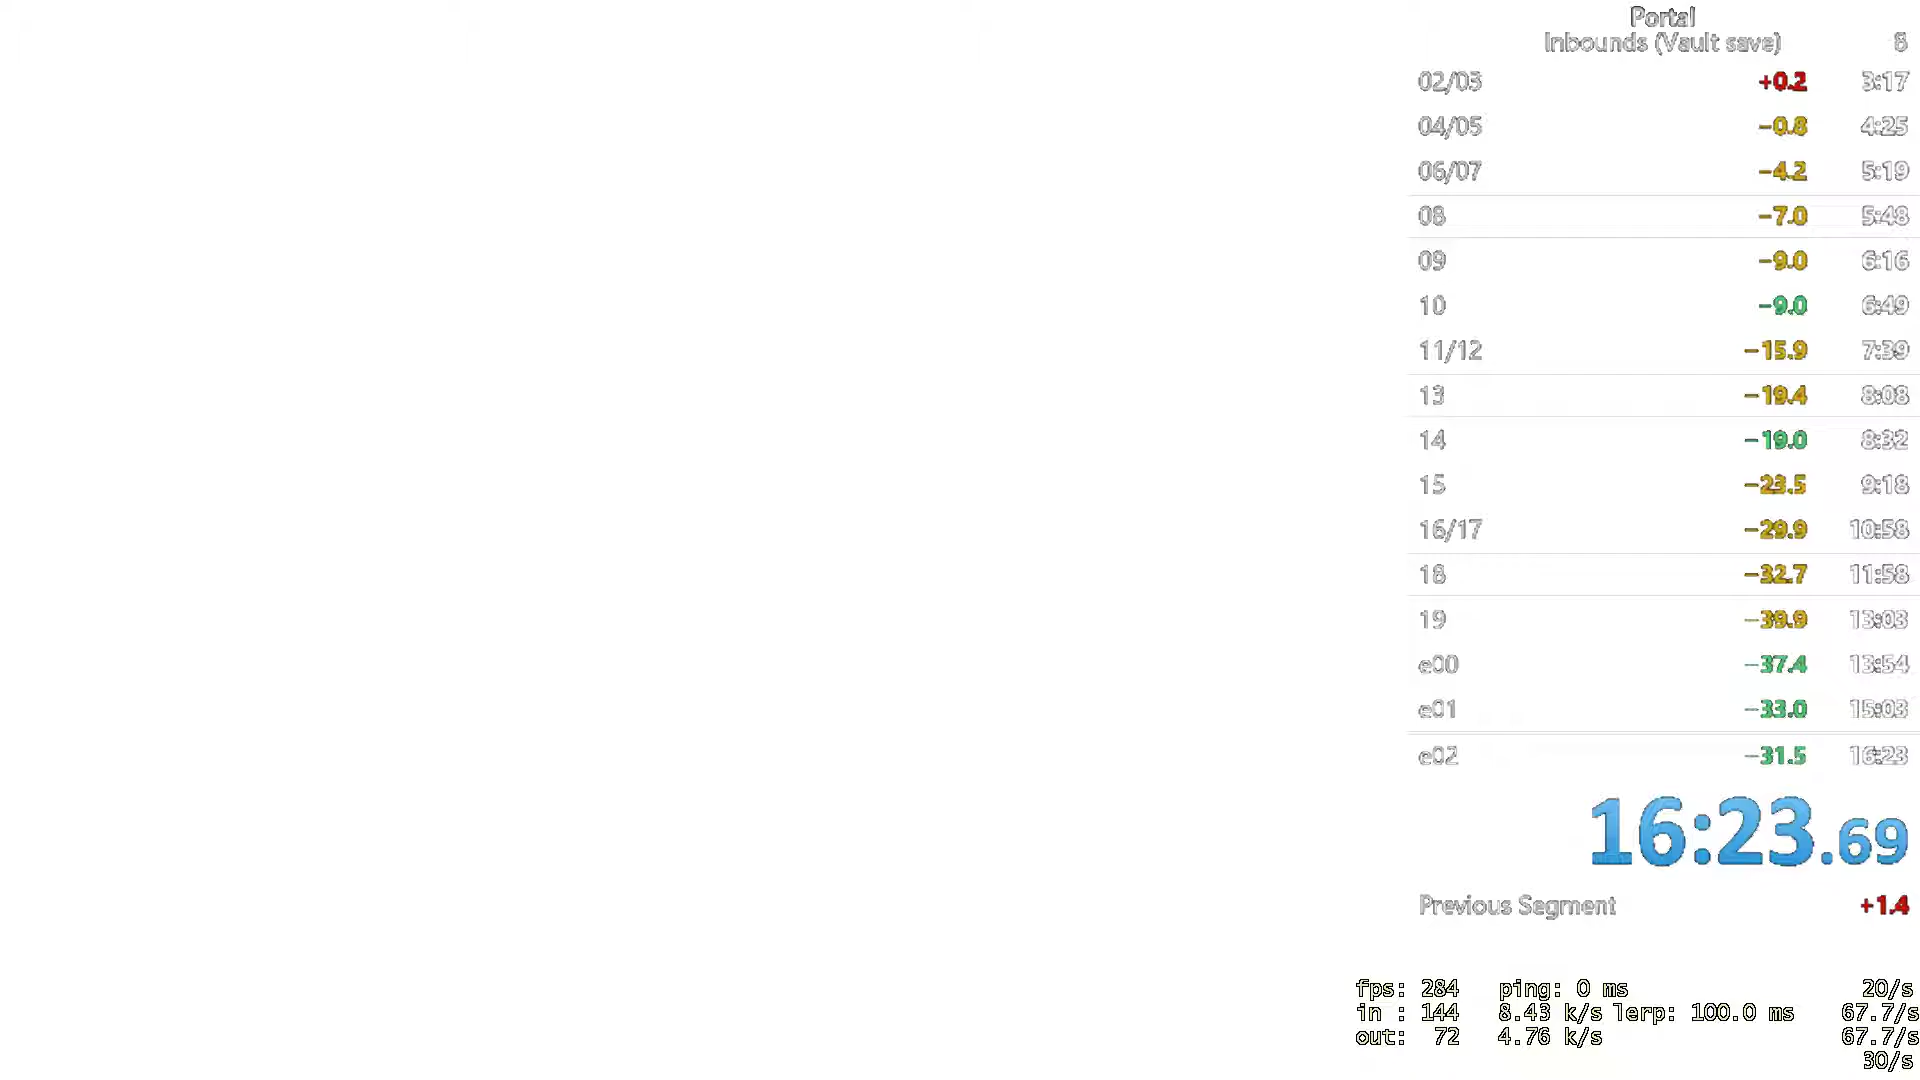 Portal
Inbounds (Vault save) 8
02/03 +0.2 3:17
04/05 −0.8 4:25
06/07 −4.2 5:19
08 −7.0 5:48
09 −9.0 6:16
10 −9.0 6:49
11/12 −15.9 7:39
13 −19.4 8:08
14 −19.0 8:32
15 −23.5 9:18
16/17 −29.9 10:58
18 −32.7 11:58
19 −39.9 13:03
e00 −37.4 13:54
e01 −33.0 15:03
e02 −31.5 16:23
16:23.69
Previous Segment +1.4
fps: 284 ping: 0 ms 20/s
in : 144 8.43 k/s lerp: 100.0 ms 67.7/s
out: 72 4.76 k/s 67.7/s
30/s